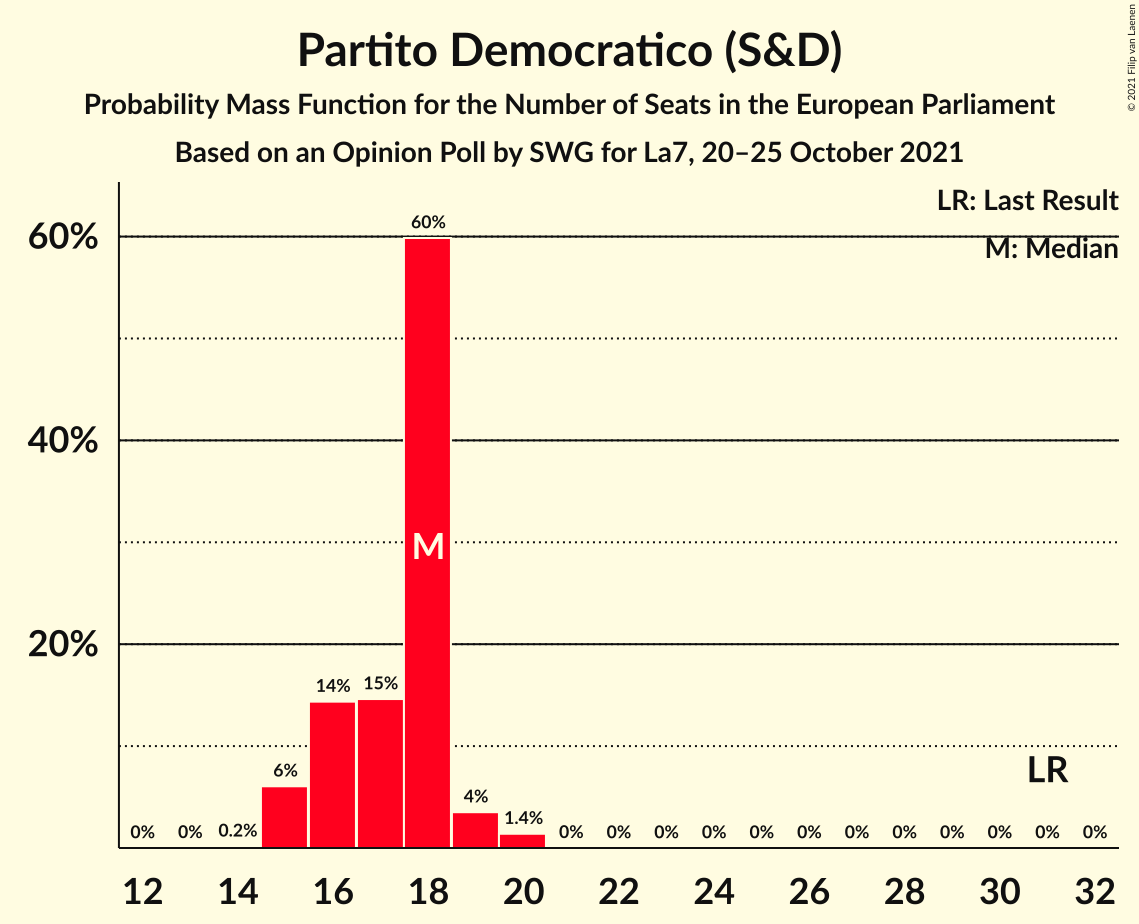 Partito Democratico (S&D)
Probability Mass Function for the Number of Seats in the European Parliament
Based on an Opinion Poll by SWG for La7, 20–25 October 2021
© 2021 Filip van Laenen
LR: Last Result
M: Median
60%
40%
20%
0% 0% 0.2% 6% 14% 15% 60% 4% 1.4% 0% 0% 0% 0% 0% 0% 0% 0% 0% 0% 0% 0%
M
LR
12 14 16 18 20 22 24 26 28 30 32